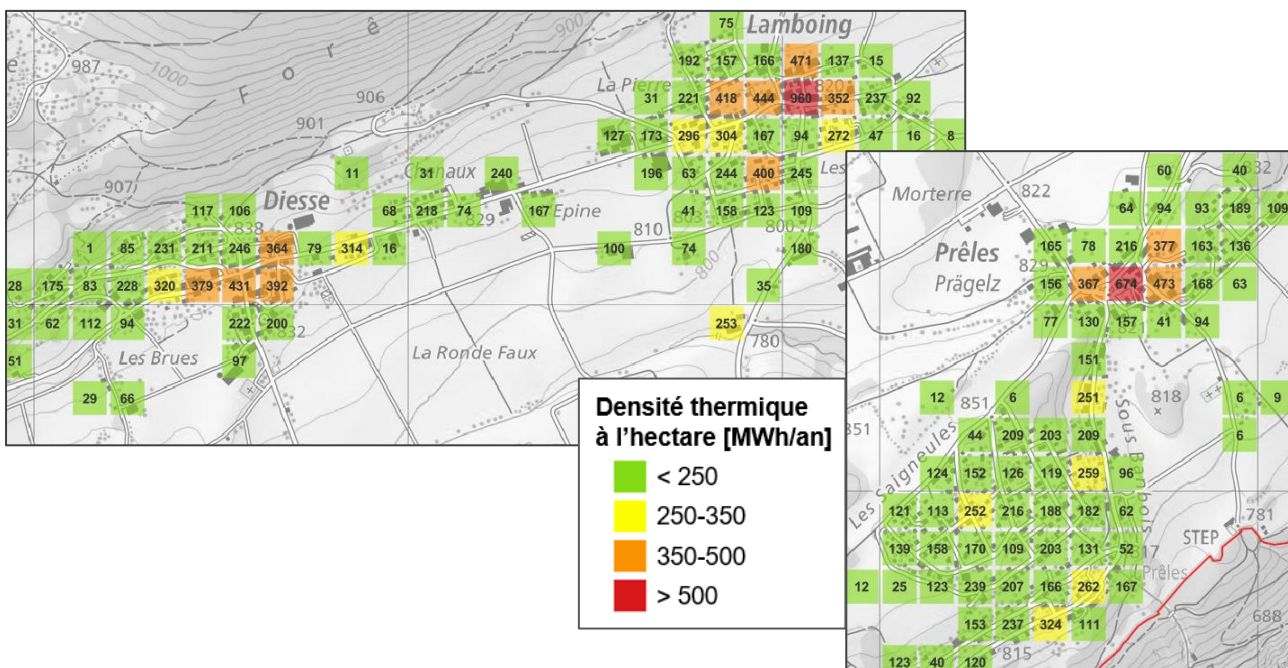 75 Lamboing
987
1000
900
192 157 166 471 137 15
La Pierre
906
31 221 418 444 960 352 237 92
901
127 173 296 304 167 94 272 47 16 8
907
11 31 240 196 63 244 400 245 Les
Diesse
117 106 68 218 74 829 167 Epine 41 158 123 109
838
810
800
1 85 231 211 246 364 79 314 16 100 74 180
28 175 83 228 320 379 431 392 35
31 62 112 94 222 200 832 253
780
51 Les Brues 97 La Ronde Faux
29 66
60 40 832
Morterre 822
64 94 93 189 109
Prêles 165 78 216 377 163 136
829
Prägelz 156 367 674 473 168 63
77 130 157 41 94
151
12 851 6 251 818 6 9
851 44 209 203 209 6
Les Saigneules
Sous Banbois
124 152 126 119 259 96
121 113 252 216 188 182 62
781
STEP
139 158 170 109 203 131 52 817
Prêles
12 25 123 239 207 166 262 167
688
153 237 324 111
815
123 40 120
Densité thermique
à l’hectare [MWh/an]
< 250
250-350
350-500
> 500